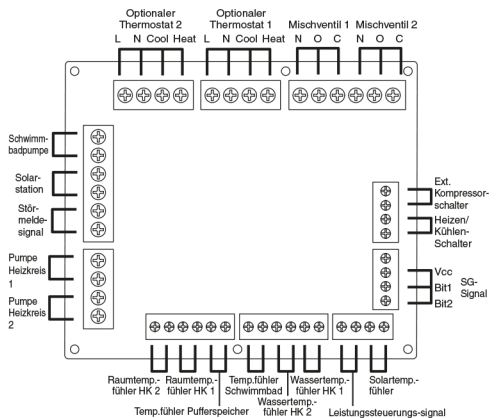 Optionaler Thermostat 2
Optionaler Thermostat 1
Mischventil 1
Mischventil 2
L N Cool Heat
L N Cool Heat
N O C
N O C
Schwimm-
badpumpe
Solar-
station
Stör-
melde-
signal
Pumpe
Heizkreis
1
Pumpe
Heizkreis
2
Ext.
Kompressor-
schalter
Heizen/
Kühlen-
Schalter
Vcc
Bit1
Bit2
SG-
Signal
Raumtemp.-
fühler HK 2
Raumtemp.-
fühler HK 1
Temp.fühler Pufferspeicher
Temp.fühler
Schwimmbad
Wassertemp.-
fühler HK 2
Wassertemp.-
fühler HK 1
Leistungssteuerungs-signal
Solartemp.-
fühler